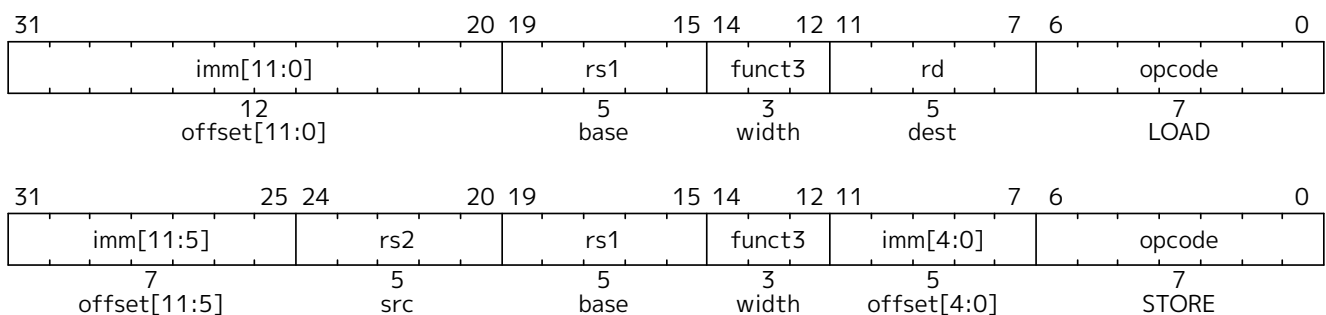 31 20 19 15 14 12 11 7 6 0
imm[11:0] rs1 funct3 rd opcode
12 5 3 5 7
offset[11:0] base width dest LOAD
31 25 24 20 19 15 14 12 11 7 6 0
imm[11:5] rs2 rs1 funct3 imm[4:0] opcode
7 5 5 3 5 7
offset[11:5] src base width offset[4:0] STORE